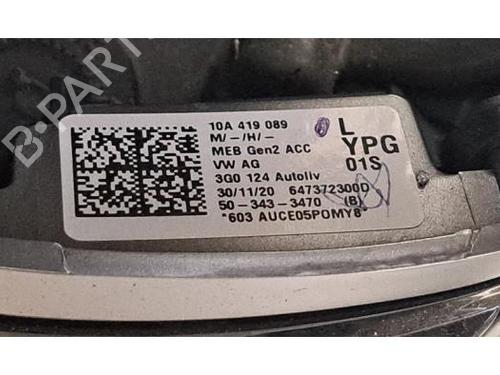 10A 419 089 L
M/-/H/- YPG
MEB Gen2 ACC 01S
VW AG
3G0 124 Autoliv
30/11/20 647372300D
50-343-3470 (B)
*603 AUCE05POMY8*
B-PARTS